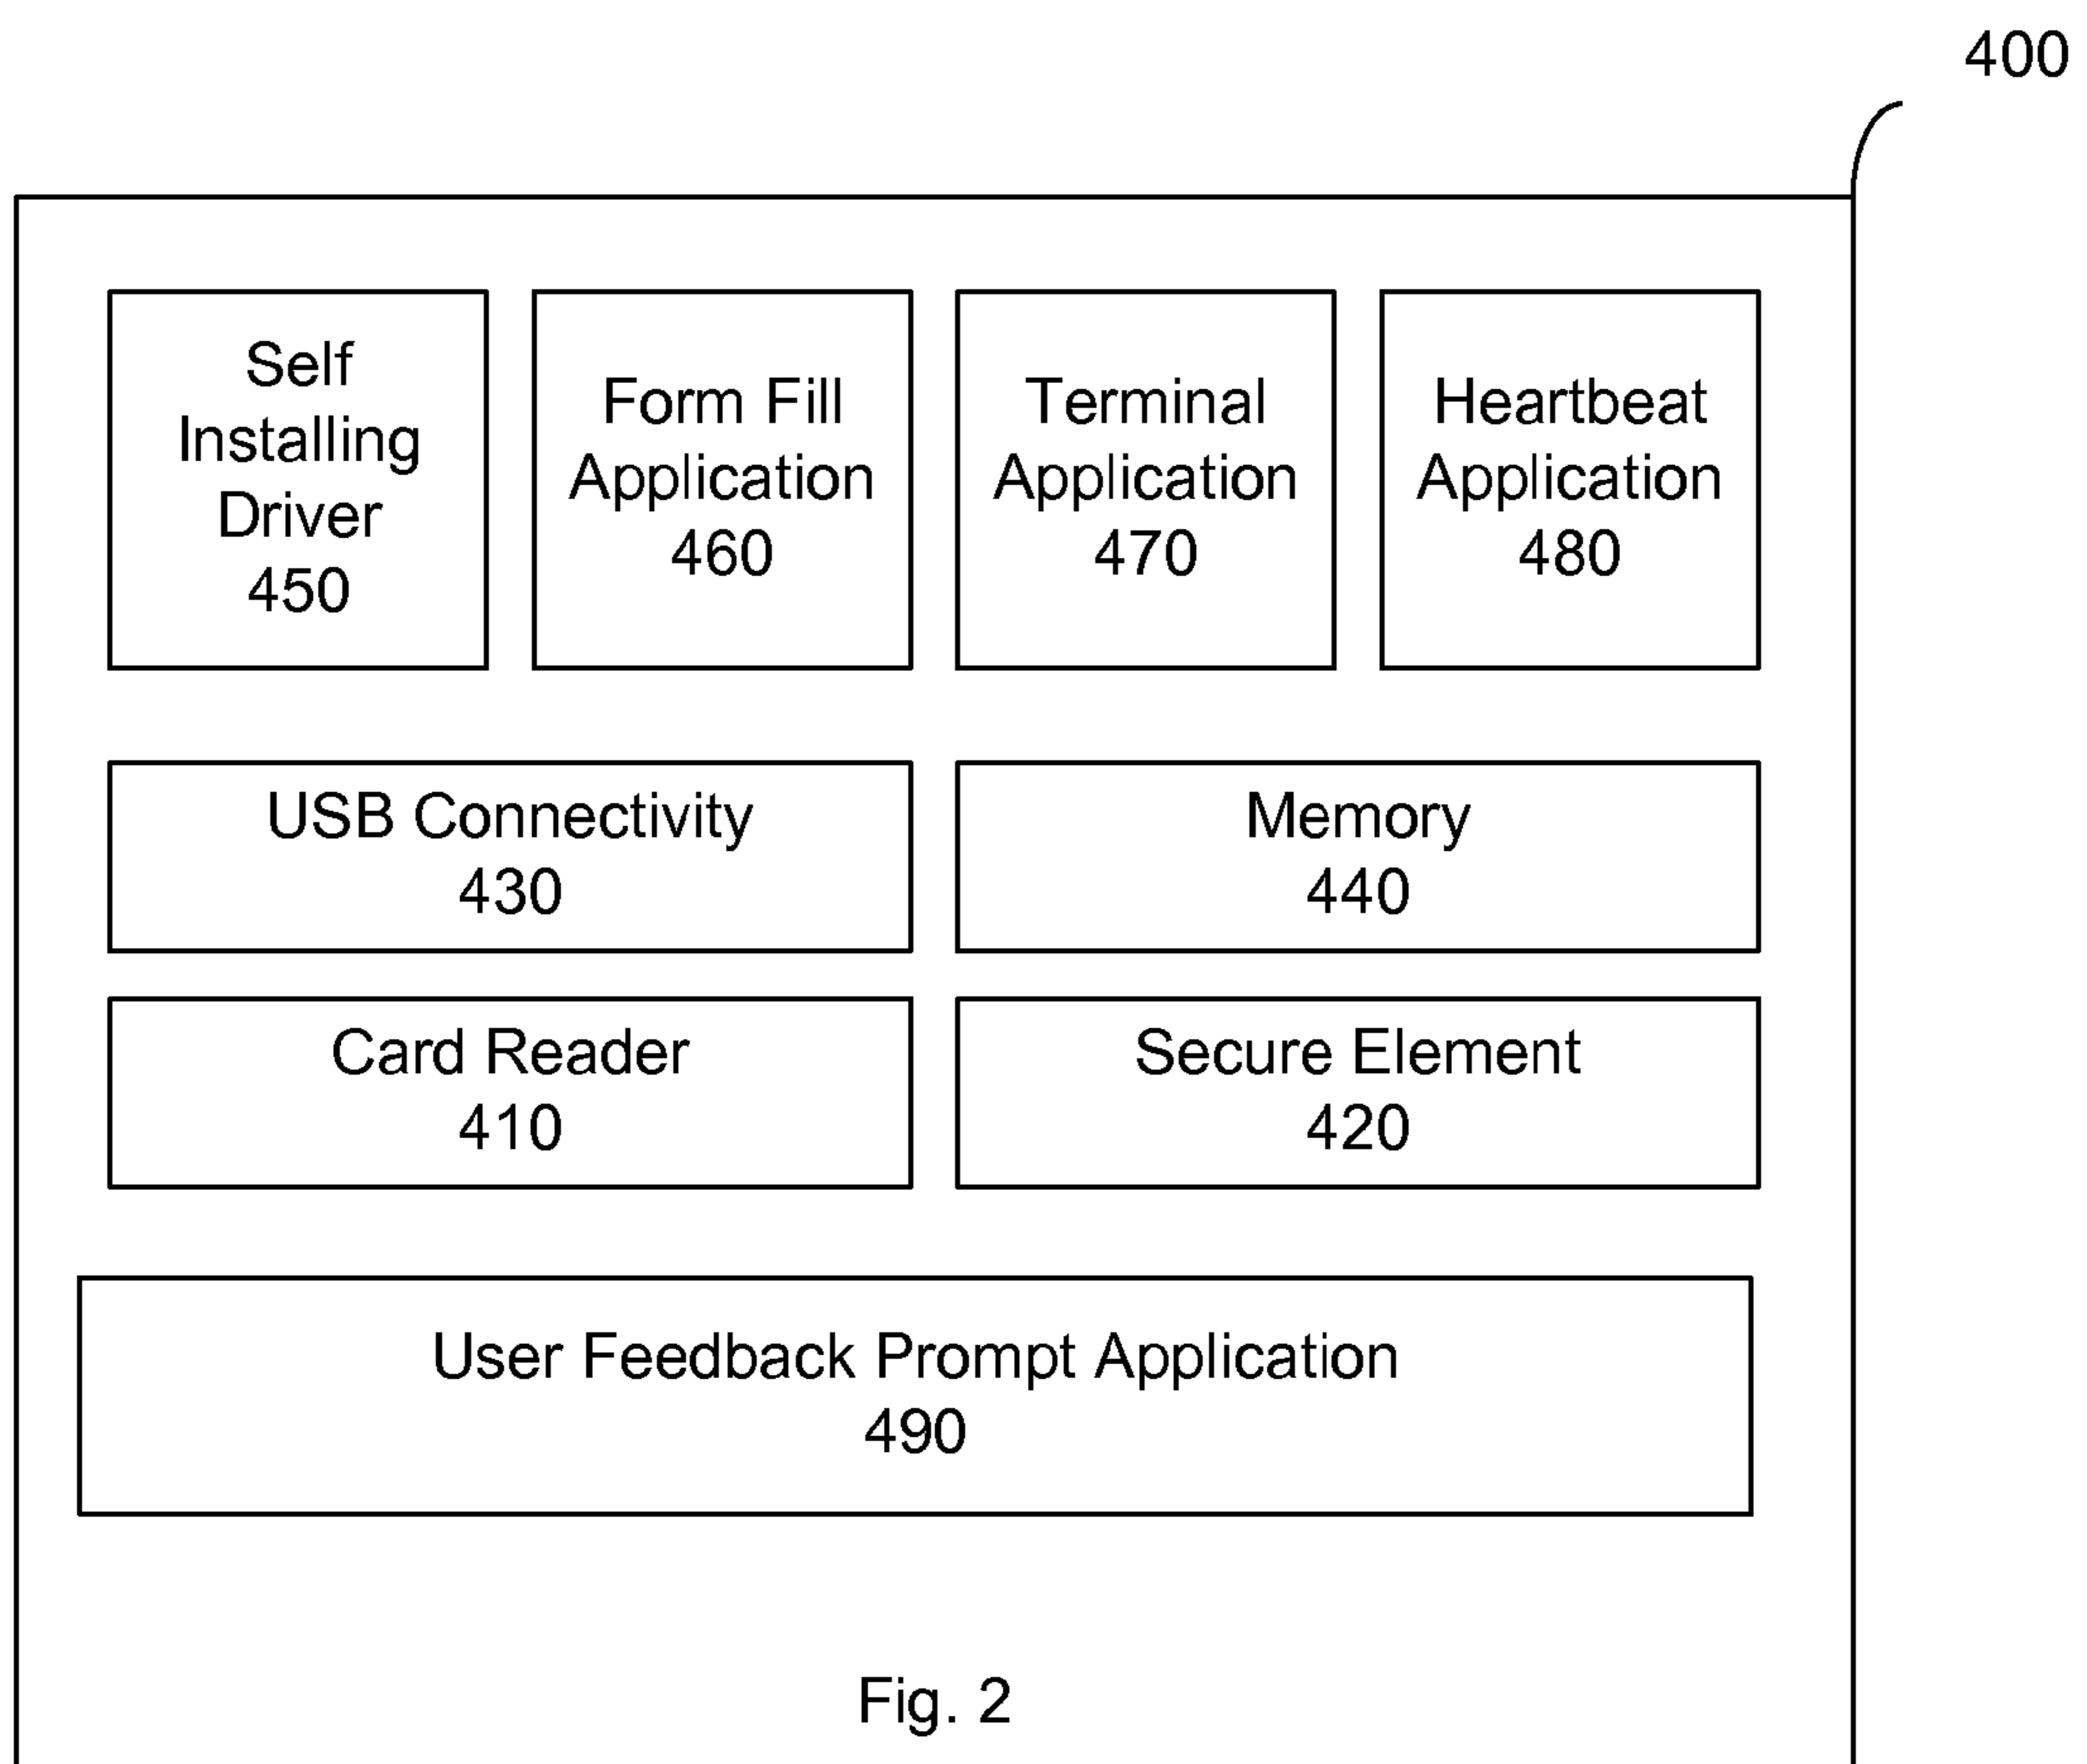 400
Self
Installing
Driver
450
Form Fill
Application
460
Terminal
Application
470
Heartbeat
Application
480
USB Connectivity
430
Memory
440
Card Reader
410
Secure Element
420
User Feedback Prompt Application
490
Fig. 2